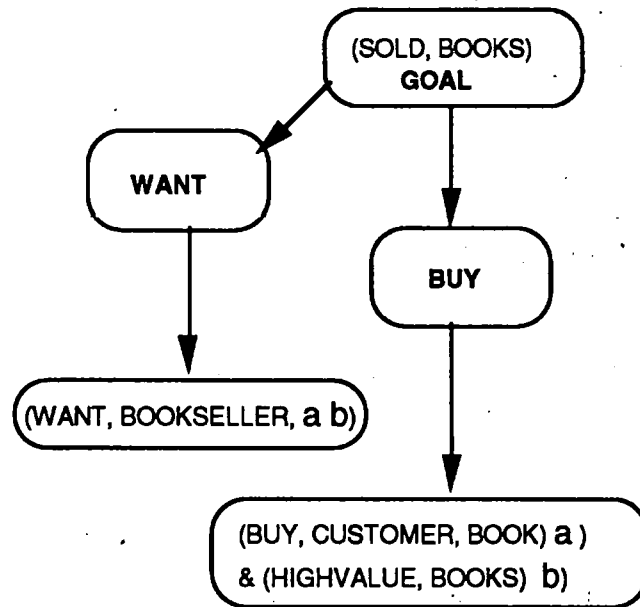 (SOLD, BOOKS)
GOAL
WANT
BUY
(WANT, BOOKSELLER, a b)
(BUY, CUSTOMER, BOOK) a )
& (HIGHVALUE, BOOKS) b)